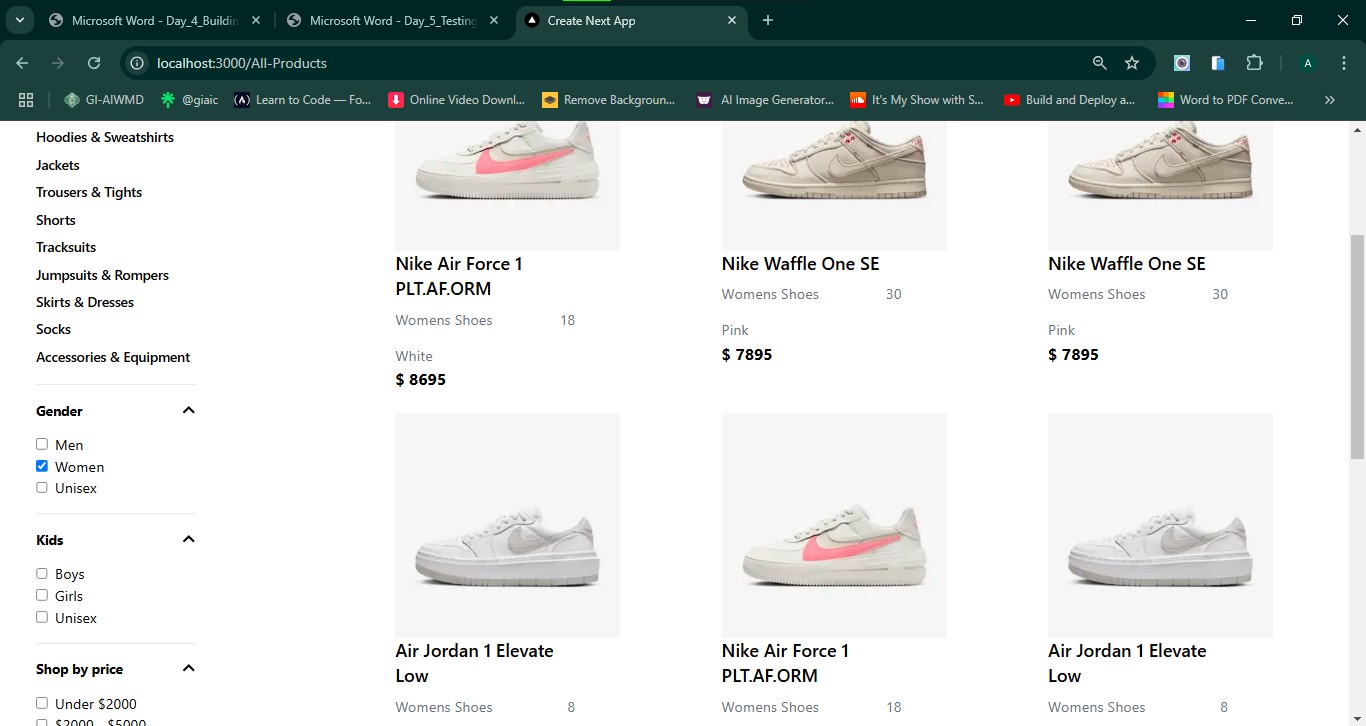 Microsoft Word - Day_4_Buildin
Microsoft Word - Day_5_Testing
Create Next App
localhost:3000/All-Products
A
GI-AIWMD
@giaic
Learn to Code — Fo...
Online Video Downl...
Remove Backgroun...
AI Image Generator...
It's My Show with S...
Build and Deploy a...
Word to PDF Conve...
Hoodies & Sweatshirts
Jackets
Trousers & Tights
Shorts
Tracksuits
Jumpsuits & Rompers
Skirts & Dresses
Socks
Accessories & Equipment
Gender
Men
Women
Unisex
Kids
Boys
Girls
Unisex
Shop by price
Under $2000
$2000 - $5000
Nike Air Force 1
PLT.AF.ORM
Womens Shoes 18
White
$ 8695
Nike Waffle One SE
Womens Shoes 30
Pink
$ 7895
Nike Waffle One SE
Womens Shoes 30
Pink
$ 7895
Air Jordan 1 Elevate
Low
Womens Shoes 8
Nike Air Force 1
PLT.AF.ORM
Womens Shoes 18
Air Jordan 1 Elevate
Low
Womens Shoes 8